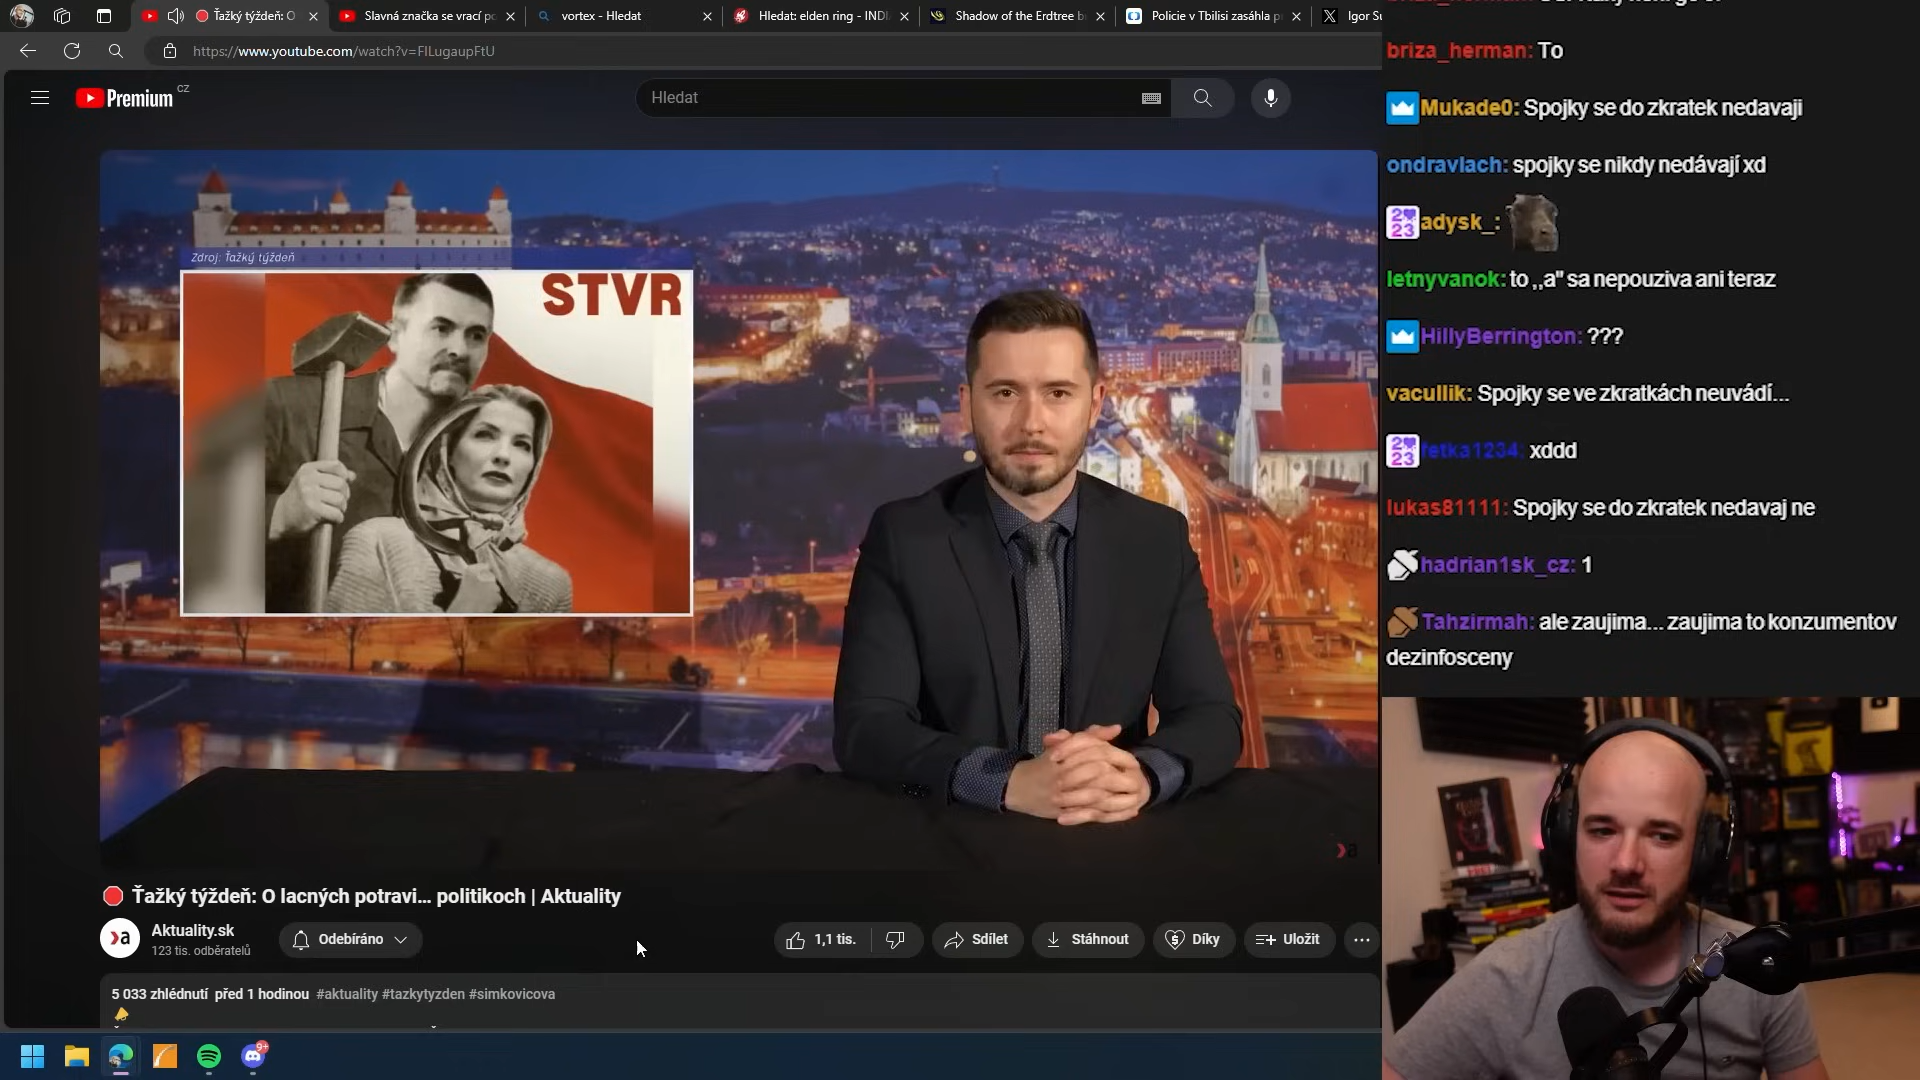 Ťažký týždeň: O
Slavná značka se vrací po
vortex - Hledat
Hledat: elden ring - INDI
Shadow of the Erdtree b
Policie v Tbilisi zasáhla p
Igor Su
https://www.youtube.com/watch?v=FlLugaupFtU
Premium CZ
Hledat
Zdroj: Ťažký týždeň
STVR
Ťažký týždeň: O lacných potravi... politikoch | Aktuality
Aktuality.sk
123 tis. odběratelů
Odebíráno
1,1 tis.
Sdílet
Stáhnout
Díky
Uložit
5 033 zhlédnutí před 1 hodinou #aktuality #tazkytyzden #simkovicova
9+
briza_herman: To
Mukade0: Spojky se do zkratek nedavaji
ondravlach: spojky se nikdy nedávají xd
adysk_:
letnyvanok: to ,,a" sa nepouziva ani teraz
HillyBerrington: ???
vacullik: Spojky se ve zkratkách neuvádí...
fetka1234: xddd
lukas81111: Spojky se do zkratek nedavaj ne
hadrian1sk_cz: 1
Tahzirmah: ale zaujima... zaujima to konzumentov
dezinfosceny